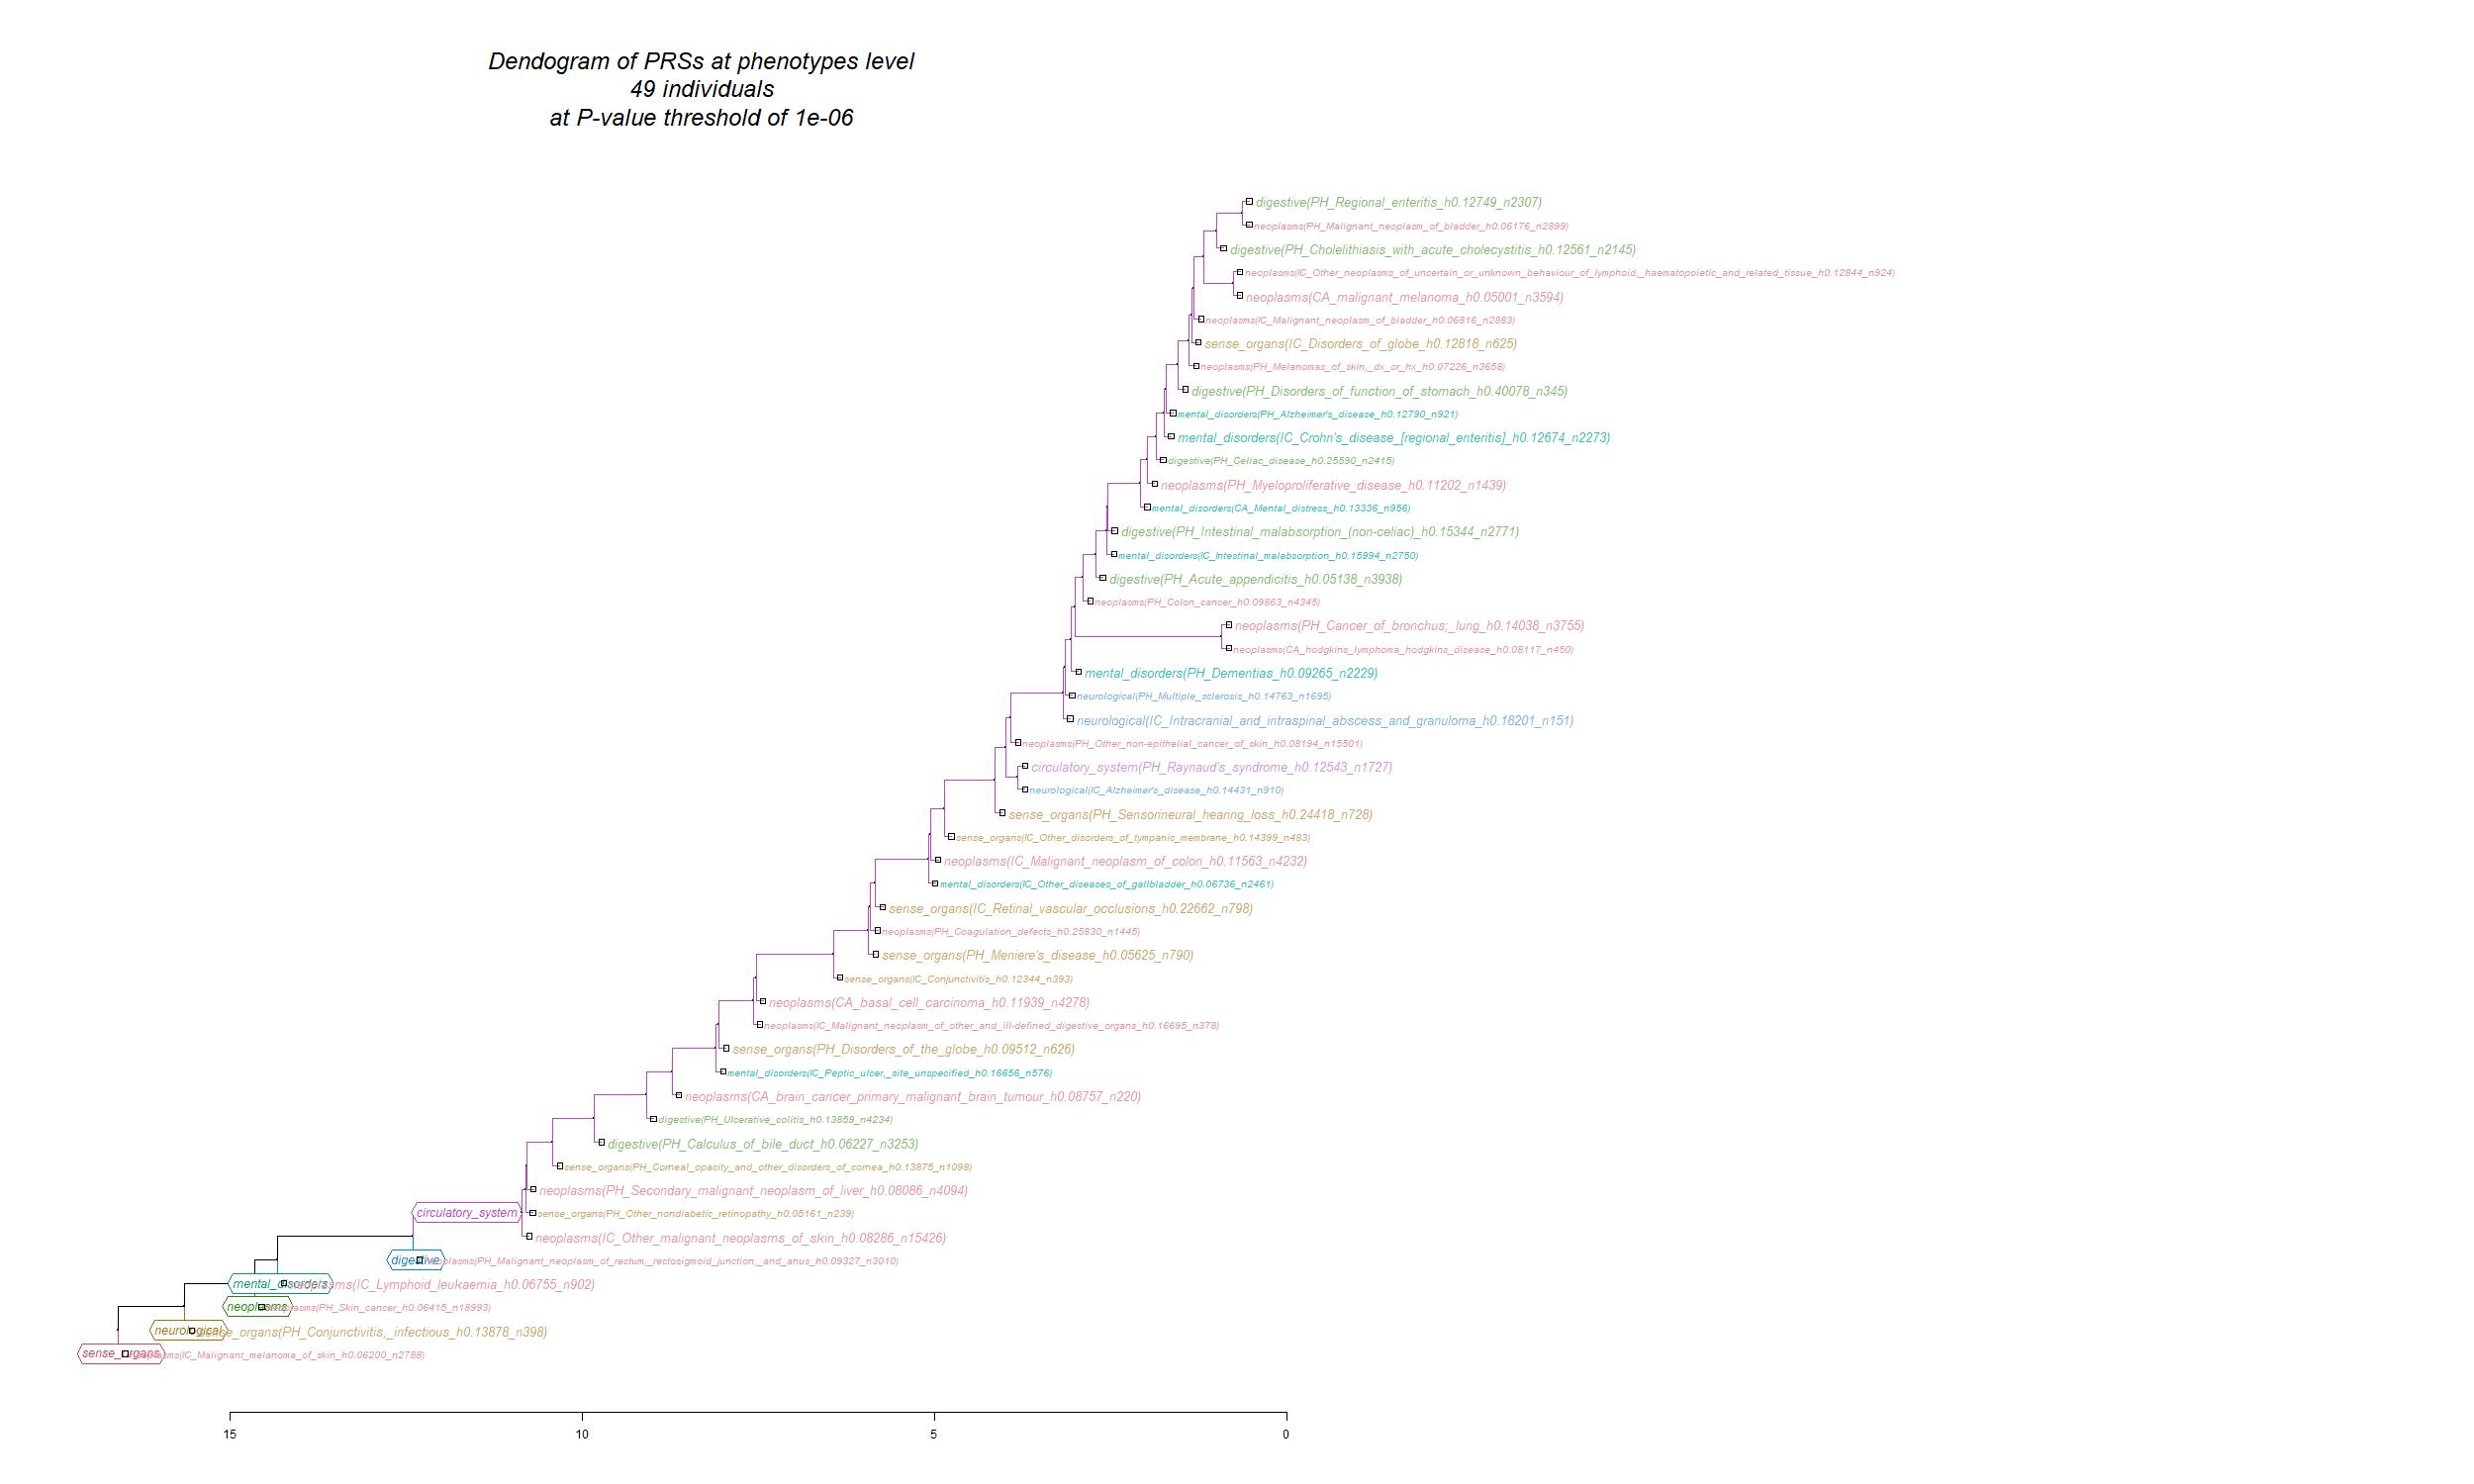 Dendogram of PRSs at phenotypes level
49 individuals
at P-value threshold of 1e-06
digestive(PH_Regional_enteritis_h0.12749_n2307)
neoplasms(PH_Malignant_neoplasm_of_bladder_h0.06176_n2899)
digestive(PH_Cholelithiasis_with_acute_cholecystitis_h0.12561_n2145)
neoplasms(IC_Other_neoplasms_of_uncertain_or_unknown_behaviour_of_lymphoid,_haematopoietic_and_related_tissue_h0.12844_n924)
neoplasms(CA_malignant_melanoma_h0.05001_n3594)
neoplasms(IC_Malignant_neoplasm_of_bladder_h0.06816_n2883)
sense_organs(IC_Disorders_of_globe_h0.12818_n625)
neoplasms(PH_Melanomas_of_skin,_dx_or_hx_h0.07226_n3658)
digestive(PH_Disorders_of_function_of_stomach_h0.40078_n345)
mental_disorders(PH_Alzheimer's_disease_h0.12790_n921)
mental_disorders(IC_Crohn's_disease_[regional_enteritis]_h0.12674_n2273)
digestive(PH_Celiac_disease_h0.25590_n2415)
neoplasms(PH_Myeloproliferative_disease_h0.11202_n1439)
mental_disorders(CA_Mental_distress_h0.13336_n956)
digestive(PH_Intestinal_malabsorption_(non-celiac)_h0.15344_n2771)
mental_disorders(IC_Intestinal_malabsorption_h0.15994_n2750)
digestive(PH_Acute_appendicitis_h0.05138_n3938)
neoplasms(PH_Colon_cancer_h0.09863_n4345)
neoplasms(PH_Cancer_of_bronchus;_lung_h0.14038_n3755)
neoplasms(CA_hodgkins_lymphoma_hodgkins_disease_h0.08117_n450)
mental_disorders(PH_Dementias_h0.09265_n2229)
neurological(PH_Multiple_sclerosis_h0.14763_n1695)
neurological(IC_Intracranial_and_intraspinal_abscess_and_granuloma_h0.18201_n151)
neoplasms(PH_Other_non-epithelial_cancer_of_skin_h0.08194_n15501)
circulatory_system(PH_Raynaud's_syndrome_h0.12543_n1727)
neurological(IC_Alzheimer's_disease_h0.14431_n910)
sense_organs(PH_Sensorineural_hearing_loss_h0.24418_n728)
sense_organs(IC_Other_disorders_of_tympanic_membrane_h0.14399_n483)
neoplasms(IC_Malignant_neoplasm_of_colon_h0.11563_n4232)
mental_disorders(IC_Other_diseases_of_gallbladder_h0.06736_n2461)
sense_organs(IC_Retinal_vascular_occlusions_h0.22662_n798)
neoplasms(PH_Coagulation_defects_h0.25830_n1445)
sense_organs(PH_Meniere's_disease_h0.05625_n790)
sense_organs(IC_Conjunctivitis_h0.12344_n393)
neoplasms(CA_basal_cell_carcinoma_h0.11939_n4278)
neoplasms(IC_Malignant_neoplasm_of_other_and_ill-defined_digestive_organs_h0.16695_n378)
sense_organs(PH_Disorders_of_the_globe_h0.09512_n626)
mental_disorders(IC_Peptic_ulcer,_site_unspecified_h0.16656_n576)
neoplasms(CA_brain_cancer_primary_malignant_brain_tumour_h0.08757_n220)
digestive(PH_Ulcerative_colitis_h0.13859_n4234)
digestive(PH_Calculus_of_bile_duct_h0.06227_n3253)
sense_organs(PH_Corneal_opacity_and_other_disorders_of_cornea_h0.13875_n1098)
neoplasms(PH_Secondary_malignant_neoplasm_of_liver_h0.08086_n4094)
circulatory_system
sense_organs(PH_Other_nondiabetic_retinopathy_h0.05161_n239)
neoplasms(IC_Other_malignant_neoplasms_of_skin_h0.08286_n15426)
digestive
neoplasms(PH_Malignant_neoplasm_of_rectum,_rectosigmoid_junction,_and_anus_h0.09327_n3010)
mental_disorders
neoplasms(IC_Lymphoid_leukaemia_h0.06755_n902)
neoplasms
neoplasms(PH_Skin_cancer_h0.06415_n18993)
neurological
sense_organs(PH_Conjunctivitis,_infectious_h0.13878_n398)
sense_organs
neoplasms(IC_Malignant_melanoma_of_skin_h0.06200_n2788)
15 10 5 0